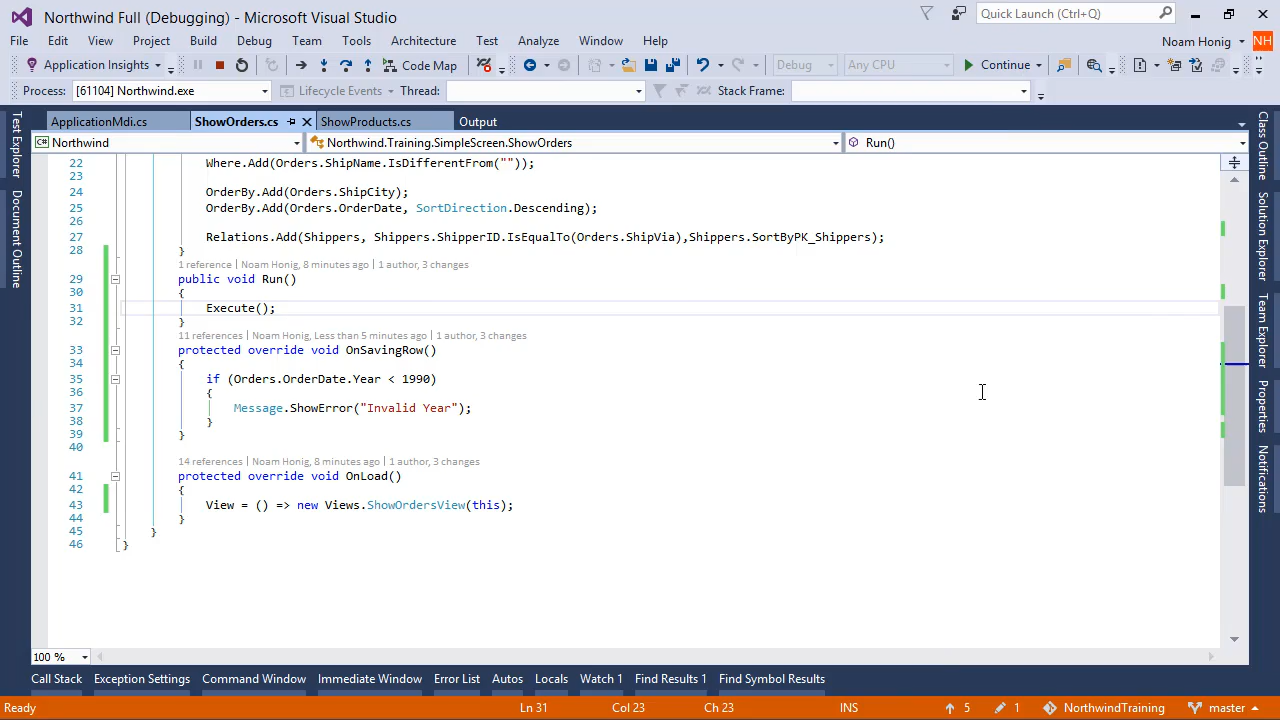 Northwind Full (Debugging) - Microsoft Visual Studio
Quick Launch (Ctrl+Q)
File Edit View Project Build Debug Team Tools Architecture Test Analyze Window Help
Noam Honig NH
Application Insights Code Map Debug Any CPU Continue
Process: [61104] Northwind.exe Lifecycle Events Thread: Stack Frame:
ApplicationMdi.cs ShowOrders.cs ShowProducts.cs Output
Northwind Northwind.Training.SimpleScreen.ShowOrders Run()
22 Where.Add(Orders.ShipName.IsDifferentFrom(""));
23
24 OrderBy.Add(Orders.ShipCity);
25 OrderBy.Add(Orders.OrderDate, SortDirection.Descending);
26
27 Relations.Add(Shippers, Shippers.ShipperID.IsEqualTo(Orders.ShipVia),Shippers.SortByPK_Shippers);
28 }
1 reference | Noam Honig, 8 minutes ago | 1 author, 3 changes
29 public void Run()
30 {
31 Execute();
32 }
11 references | Noam Honig, Less than 5 minutes ago | 1 author, 3 changes
33 protected override void OnSavingRow()
34 {
35 if (Orders.OrderDate.Year < 1990)
36 {
37 Message.ShowError("Invalid Year");
38 }
39 }
40
14 references | Noam Honig, 8 minutes ago | 1 author, 3 changes
41 protected override void OnLoad()
42 {
43 View = () => new Views.ShowOrdersView(this);
44 }
45 }
46 }
100 %
Test Explorer
Document Outline
Class Outline
Solution Explorer
Team Explorer
Properties
Notifications
Call Stack Exception Settings Command Window Immediate Window Error List Autos Locals Watch 1 Find Results 1 Find Symbol Results
Ready Ln 31 Col 23 Ch 23 INS 5 1 NorthwindTraining master